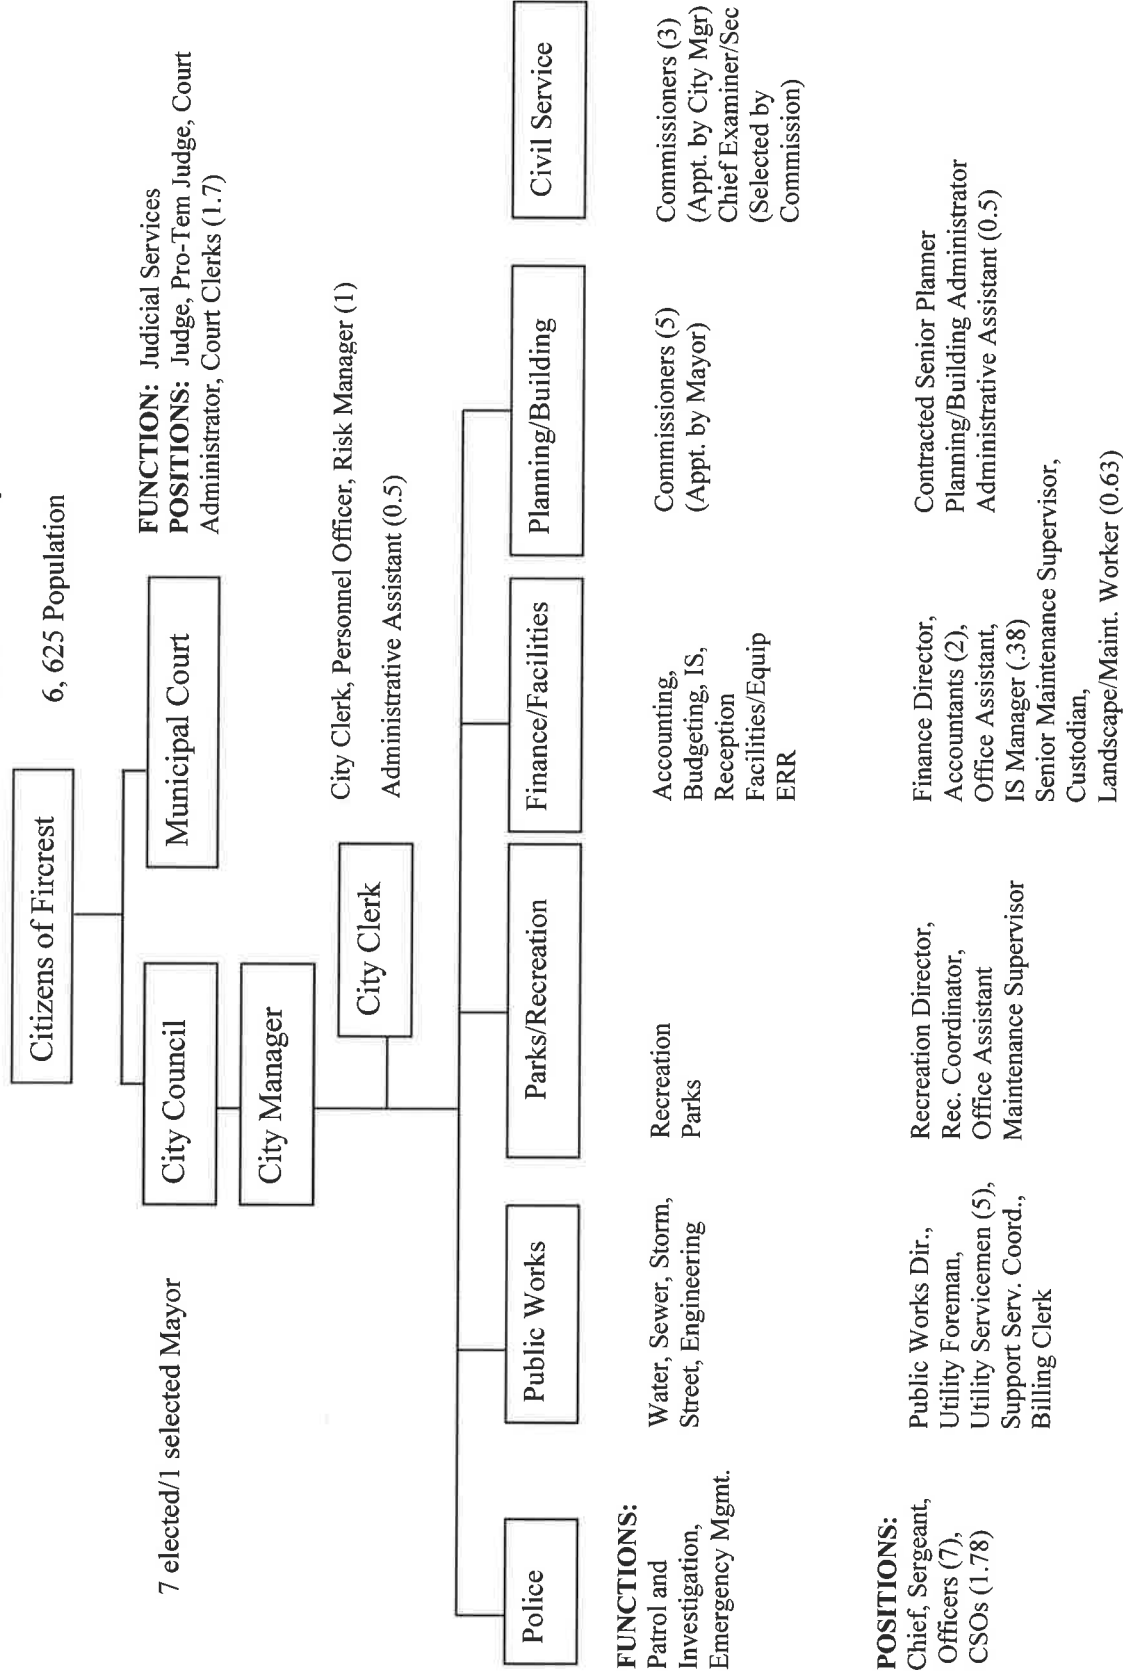 Citizens of Fircrest
6, 625 Population
7 elected/1 selected Mayor
City Council
Municipal Court
FUNCTION: Judicial Services
POSITIONS: Judge, Pro-Tem Judge, Court
Administrator, Court Clerks (1.7)
City Manager
City Clerk
City Clerk, Personnel Officer, Risk Manager (1)
Administrative Assistant (0.5)
Police
Public Works
Parks/Recreation
Finance/Facilities
Planning/Building
Civil Service
FUNCTIONS:
Patrol and
Investigation,
Emergency Mgmt.
Water, Sewer, Storm,
Street, Engineering
Recreation
Parks
Accounting,
Budgeting, IS,
Reception
Facilities/Equip
ERR
Commissioners (5)
(Appt. by Mayor)
Commissioners (3)
(Appt. by City Mgr)
Chief Examiner/Sec
(Selected by
Commission)
POSITIONS:
Chief, Sergeant,
Officers (7),
CSOs (1.78)
Public Works Dir.,
Utility Foreman,
Utility Servicemen (5),
Support Serv. Coord.,
Billing Clerk
Recreation Director,
Rec. Coordinator,
Office Assistant
Maintenance Supervisor
Finance Director,
Accountants (2),
Office Assistant,
IS Manager (.38)
Senior Maintenance Supervisor,
Custodian,
Landscape/Maint. Worker (0.63)
Contracted Senior Planner
Planning/Building Administrator
Administrative Assistant (0.5)